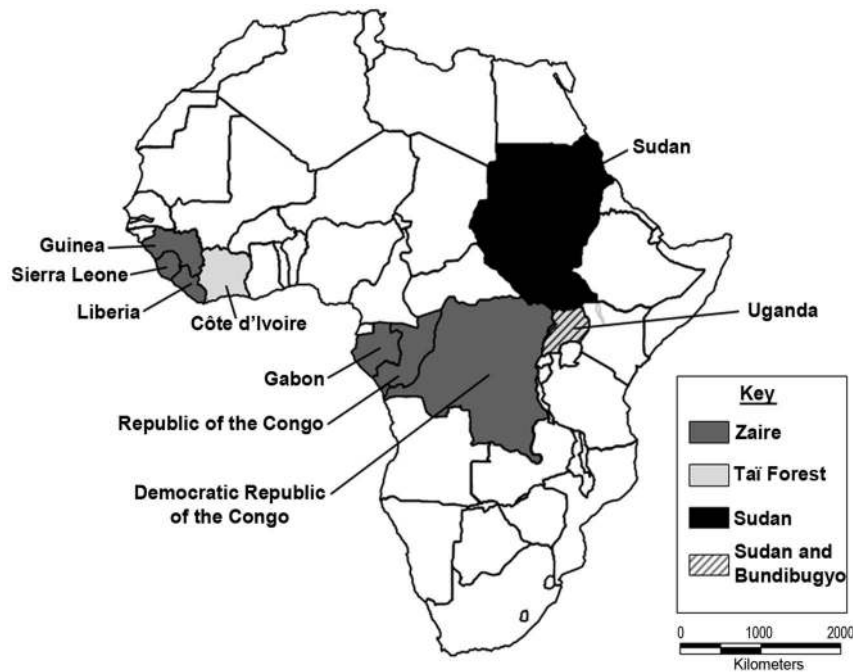 Sudan
Guinea
Sierra Leone
Liberia
Côte d'Ivoire
Uganda
Gabon
Republic of the Congo
Democratic Republic
of the Congo
Key
Zaire
Taï Forest
Sudan
Sudan and
Bundibugyo
0 1000 2000
Kilometers